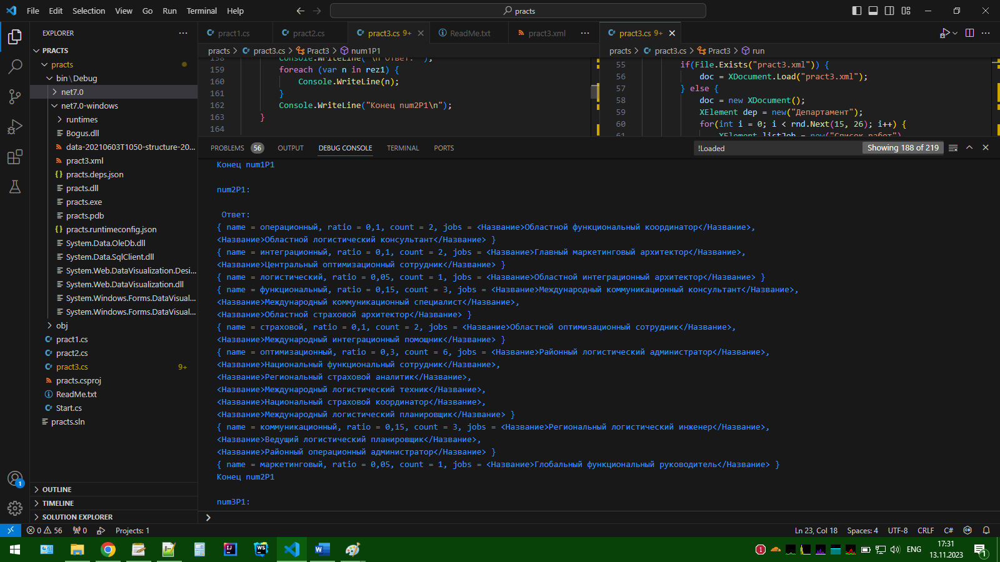 File Edit Selection View Go Run Terminal Help
practs
EXPLORER
PRACTS
practs
bin\Debug
net7.0
net7.0-windows
runtimes
Bogus.dll
data-20210603T1050-structure-20...
pract3.xml
practs.deps.json
practs.dll
practs.exe
practs.pdb
practs.runtimeconfig.json
System.Data.OleDb.dll
System.Data.SqlClient.dll
System.Web.DataVisualization.Desi...
System.Web.DataVisualization.dll
System.Windows.Forms.DataVisual...
System.Windows.Forms.DataVisual...
obj
pract1.cs
pract2.cs
pract3.cs 9+
practs.csproj
ReadMe.txt
Start.cs
practs.sln
OUTLINE
TIMELINE
SOLUTION EXPLORER
pract1.cs pract2.cs pract3.cs 9+ ReadMe.txt pract3.xml
practs > pract3.cs > Pract3 > num1P1
158 Console.WriteLine(" \n Ответ: ");
159 foreach (var n in rez1) {
160 Console.WriteLine(n);
161 }
162 Console.WriteLine("Конец num2P1\n");
163 }
164
pract3.cs 9+
practs > pract3.cs > Pract3 > run
55 if(File.Exists("pract3.xml")) {
56 doc = XDocument.Load("pract3.xml");
57 } else {
58 doc = new XDocument();
59 XElement dep = new("Департамент");
60 for(int i = 0; i < rnd.Next(15, 26); i++) {
61 XElement listJob = new("Список работ")
PROBLEMS 56 OUTPUT DEBUG CONSOLE TERMINAL PORTS
!Loaded Showing 188 of 219
Конец num1P1
num2P1:
Ответ:
{ name = операционный, ratio = 0,1, count = 2, jobs = <Название>Областной функциональный координатор</Название>,
<Название>Областной логистический консультант</Название> }
{ name = интеграционный, ratio = 0,1, count = 2, jobs = <Название>Главный маркетинговый архитектор</Название>,
<Название>Центральный оптимизационный сотрудник</Название> }
{ name = логистический, ratio = 0,05, count = 1, jobs = <Название>Областной интеграционный архитектор</Название> }
{ name = функциональный, ratio = 0,15, count = 3, jobs = <Название>Международный коммуникационный консультант</Название>,
<Название>Международный коммуникационный специалист</Название>,
<Название>Областной страховой архитектор</Название> }
{ name = страховой, ratio = 0,1, count = 2, jobs = <Название>Областной оптимизационный сотрудник</Название>,
<Название>Международный интеграционный помощник</Название> }
{ name = оптимизационный, ratio = 0,3, count = 6, jobs = <Название>Районный логистический администратор</Название>,
<Название>Национальный функциональный сотрудник</Название>,
<Название>Региональный страховой аналитик</Название>,
<Название>Международный логистический техник</Название>,
<Название>Национальный страховой координатор</Название>,
<Название>Международный логистический планировщик</Название> }
{ name = коммуникационный, ratio = 0,15, count = 3, jobs = <Название>Региональный логистический инженер</Название>,
<Название>Ведущий логистический планировщик</Название>,
<Название>Районный операционный администратор</Название> }
{ name = маркетинговый, ratio = 0,05, count = 1, jobs = <Название>Глобальный функциональный руководитель</Название> }
Конец num2P1
num3P1:
1
0 56 0 Projects: 1 Ln 23, Col 18 Spaces: 4 UTF-8 CRLF C#
ENG 17:31
13.11.2023
1